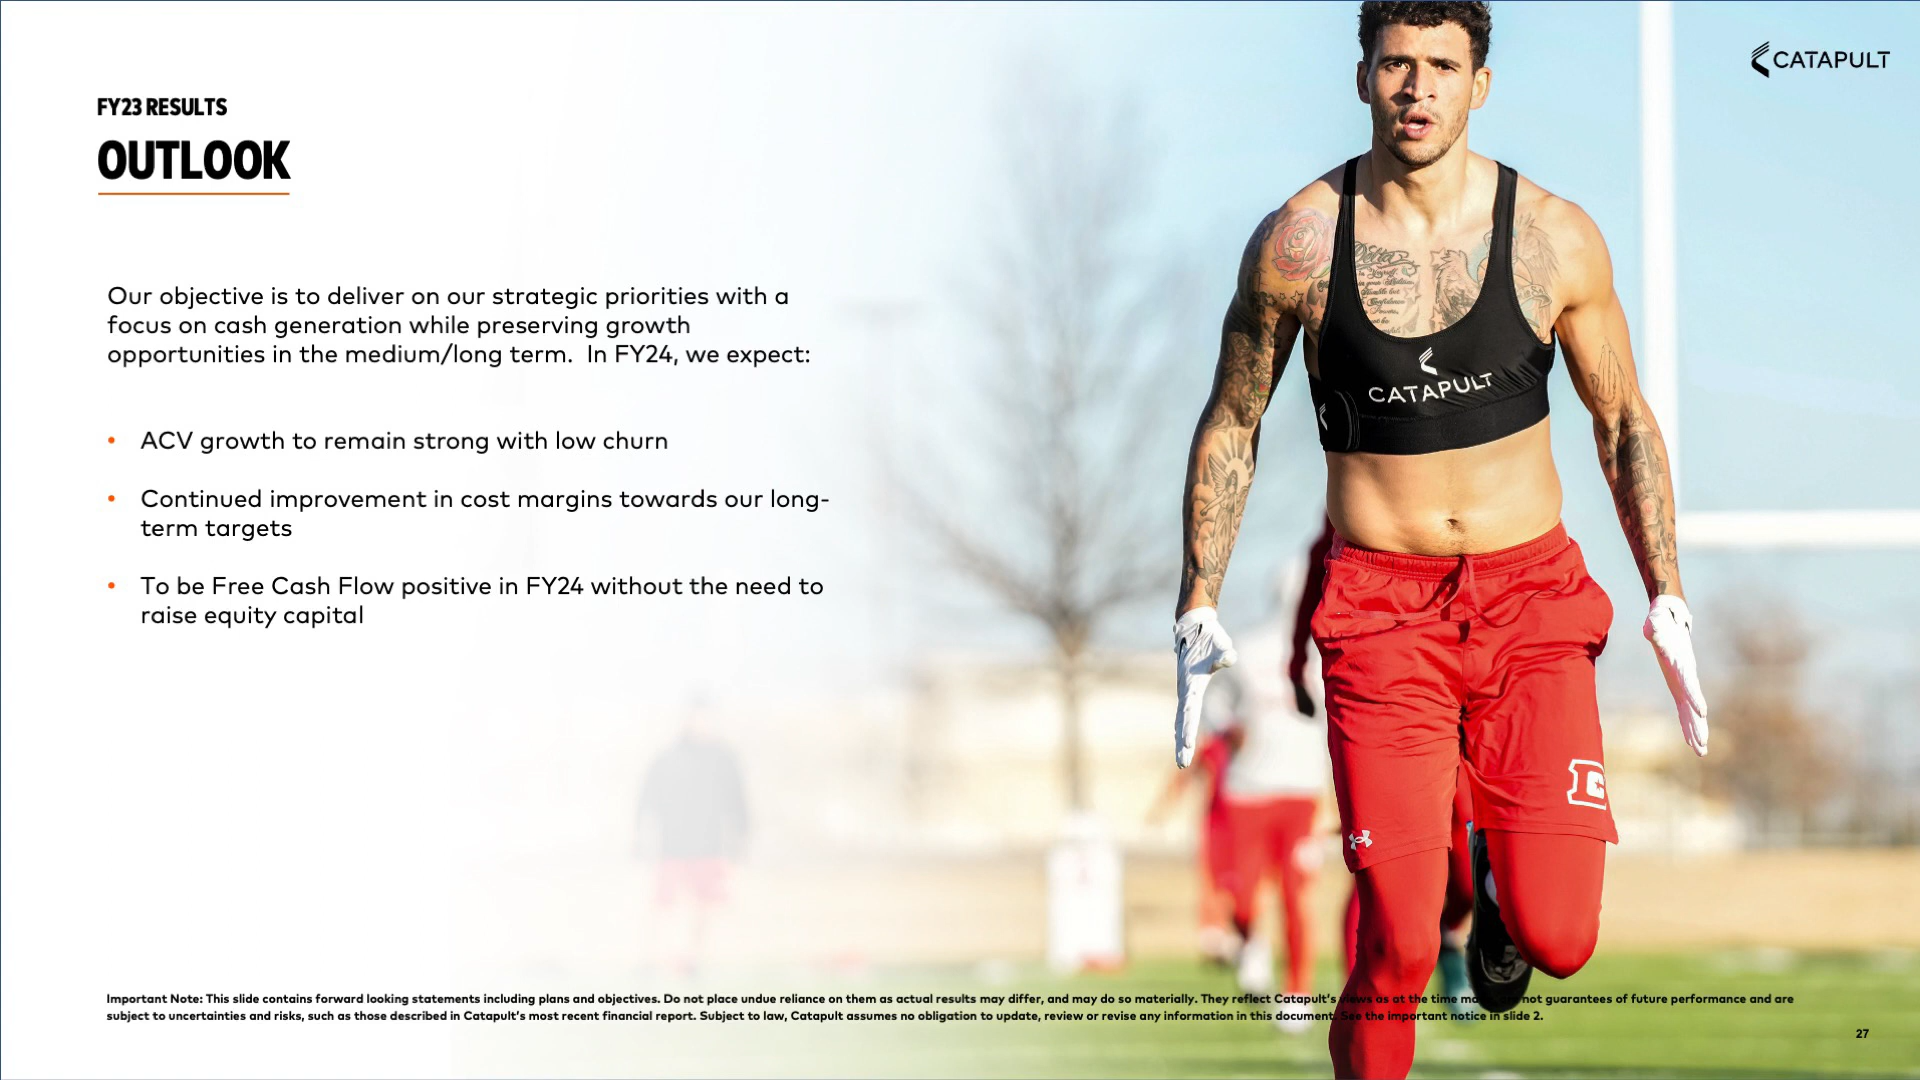 CATAPULT
FY23 RESULTS
OUTLOOK
Our objective is to deliver on our strategic priorities with a
focus on cash generation while preserving growth
opportunities in the medium/long term. In FY24, we expect:
• ACV growth to remain strong with low churn
• Continued improvement in cost margins towards our long-
term targets
• To be Free Cash Flow positive in FY24 without the need to
raise equity capital
CATAPULT
C
Important Note: This slide contains forward looking statements including plans and objectives. Do not place undue reliance on them as actual results may differ, and may do so materially. They reflect Catapult's views as at the time made, are not guarantees of future performance and are
subject to uncertainties and risks, such as those described in Catapult's most recent financial report. Subject to law, Catapult assumes no obligation to update, review or revise any information in this document. See the important notice in slide 2.
27